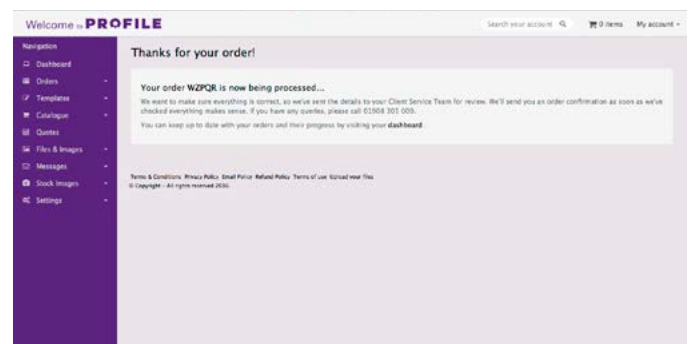 Welcome to PROFILE
Search your account
0 items
My account
Navigation
Dashboard
Orders
Templates
Catalogue
Quotes
Files & Images
Messages
Stock Images
Settings
Thanks for your order!
Your order WZPQR is now being processed...
We want to make sure everything is correct, so we've sent the details to your Client Service Team for review. We'll send you an order confirmation as soon as we've
checked everything makes sense. If you have any queries, please call 01904 301 009.
You can keep up to date with your orders and their progress by visiting your dashboard.
Terms & Conditions Privacy Policy Email Policy Refund Policy Terms of use Upload your files
© Copyright - All rights reserved 2016.